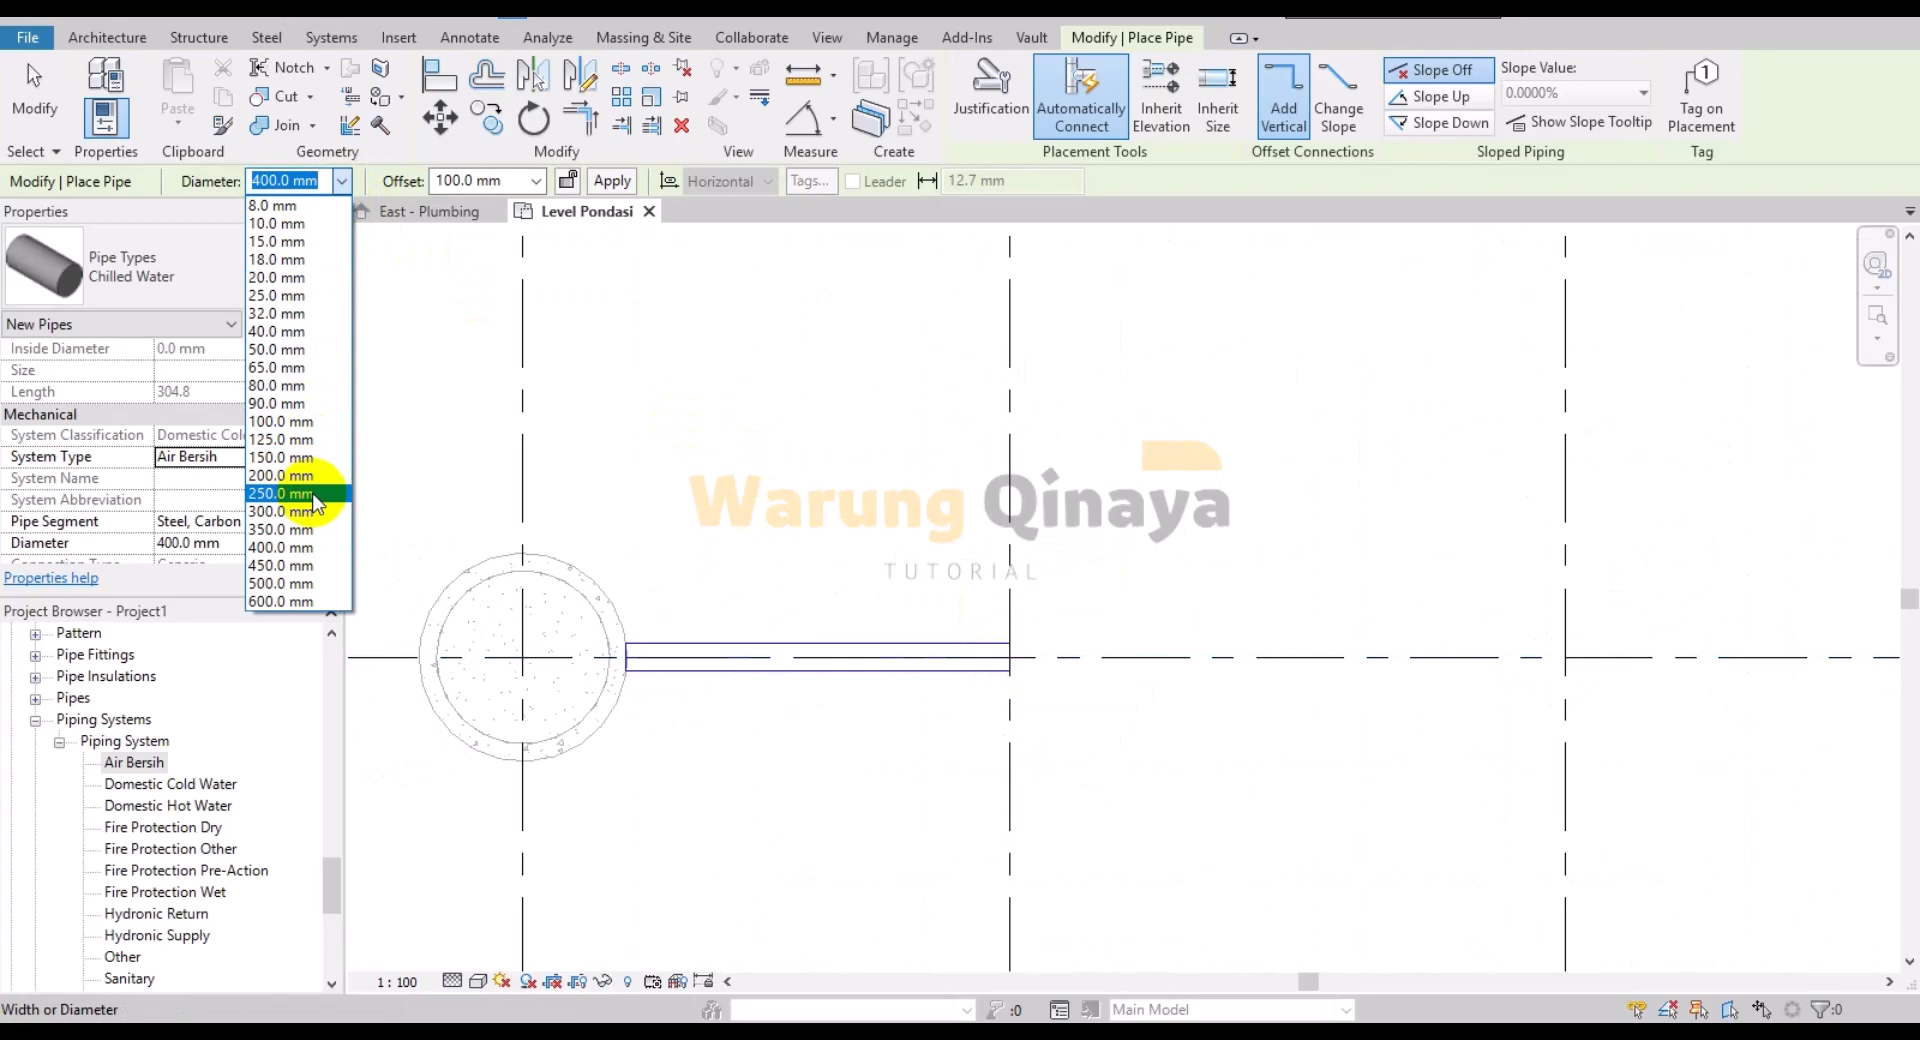 File Architecture Structure Steel Systems Insert Annotate Analyze Massing & Site Collaborate View Manage Add-Ins Vault Modify | Place Pipe
Modify
Paste
Notch
Cut
Join
Justification
Automatically
Connect
Inherit
Elevation
Inherit
Size
Add
Vertical
Change
Slope
Slope Off
Slope Up
Slope Down
Slope Value:
0.0000%
Show Slope Tooltip
1
Tag on
Placement
Select Properties Clipboard Geometry Modify View Measure Create Placement Tools Offset Connections Sloped Piping Tag
Modify | Place Pipe Diameter: 400.0 mm Offset: 100.0 mm Apply Horizontal Tags... Leader 12.7 mm
8.0 mm
10.0 mm
15.0 mm
18.0 mm
20.0 mm
25.0 mm
32.0 mm
40.0 mm
50.0 mm
65.0 mm
80.0 mm
90.0 mm
100.0 mm
125.0 mm
150.0 mm
200.0 mm
250.0 mm
300.0 mm
350.0 mm
400.0 mm
450.0 mm
500.0 mm
600.0 mm
East - Plumbing Level Pondasi
2D
Properties
Pipe Types
Chilled Water
New Pipes
Inside Diameter 0.0 mm
Size
Length 304.8
Mechanical
System Classification Domestic Col
System Type Air Bersih
System Name
System Abbreviation
Pipe Segment Steel, Carbon
Diameter 400.0 mm
Properties help
Project Browser - Project1
Pattern
Pipe Fittings
Pipe Insulations
Pipes
Piping Systems
Piping System
Air Bersih
Domestic Cold Water
Domestic Hot Water
Fire Protection Dry
Fire Protection Other
Fire Protection Pre-Action
Fire Protection Wet
Hydronic Return
Hydronic Supply
Other
Sanitary
Warung Qinaya
TUTORIAL
1 : 100
Width or Diameter :0 Main Model :0